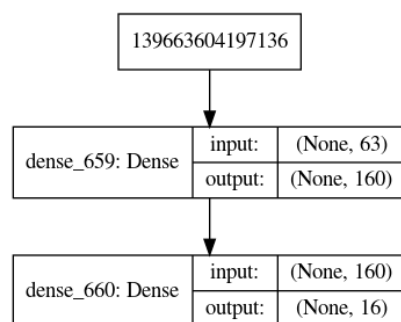 139663604197136
dense_659: Dense
input:
(None, 63)
output:
(None, 160)
dense_660: Dense
input:
(None, 160)
output:
(None, 16)